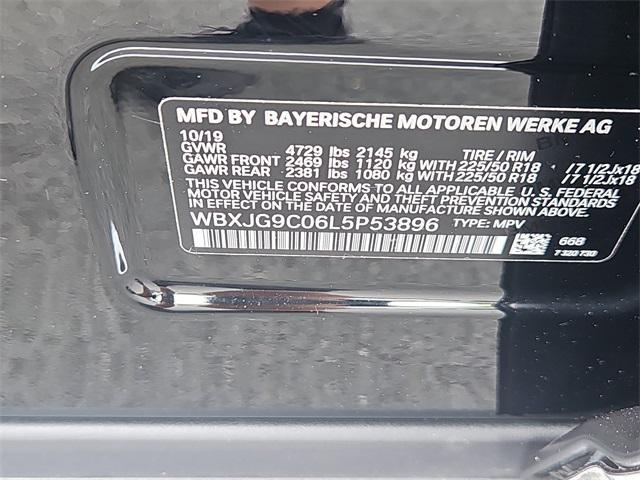 MFD BY BAYERISCHE MOTOREN WERKE AG
10/19
GVWR 4729 lbs 2145 kg TIRE / RIM
GAWR FRONT 2469 lbs 1120 kg WITH 225/50 R18 / 7 1/2Jx18
GAWR REAR 2381 lbs 1080 kg WITH 225/50 R18 / 7 1/2Jx18
THIS VEHICLE CONFORMS TO ALL APPLICABLE U. S. FEDERAL
MOTOR VEHICLE SAFETY AND THEFT PREVENTION STANDARDS
IN EFFECT ON THE DATE OF MANUFACTURE SHOWN ABOVE.
WBXJG9C06L5P53896 TYPE: MPV
668
7320730